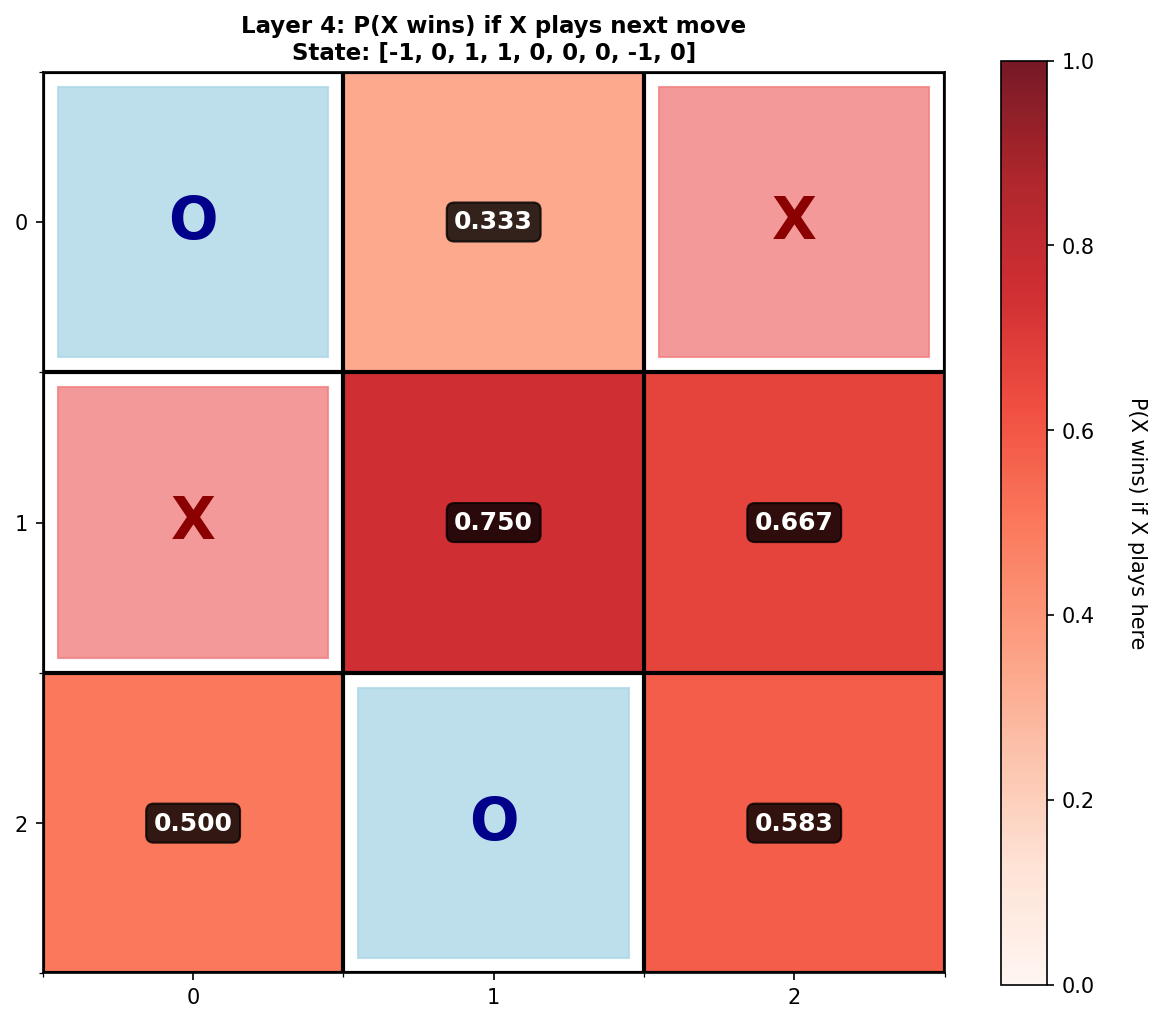 Layer 4: P(X wins) if X plays next move
State: [-1, 0, 1, 1, 0, 0, 0, -1, 0]
O
0.333
X
X
0.750
0.667
0.500
O
0.583
0
1
2
0
1
2
1.0
0.8
0.6
0.4
0.2
0.0
P(X wins) if X plays here